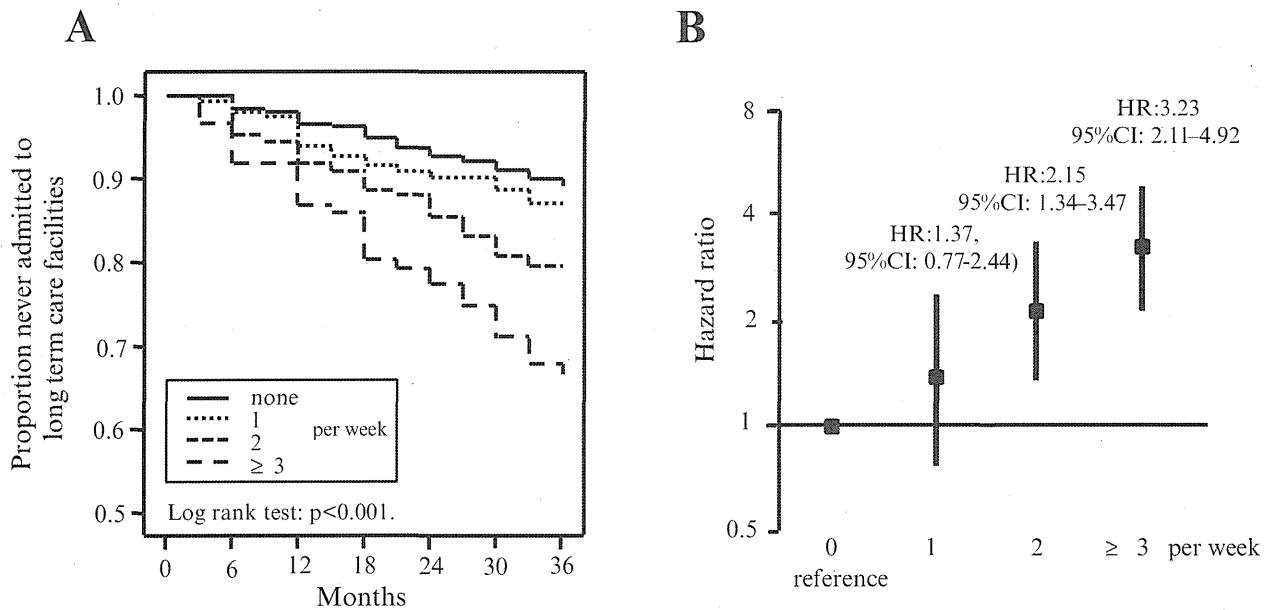 A
Proportion never admitted to
long term care facilities
1.0
0.9
0.8
0.7
0.6
0.5
none
1
2
≥ 3
per week
Log rank test: p<0.001.
0 6 12 18 24 30 36
Months
B
Hazard ratio
8
4
2
1
0.5
HR:3.23
95%CI: 2.11–4.92
HR:2.15
95%CI: 1.34–3.47
HR:1.37,
95%CI: 0.77-2.44)
0 1 2 ≥ 3 per week
reference